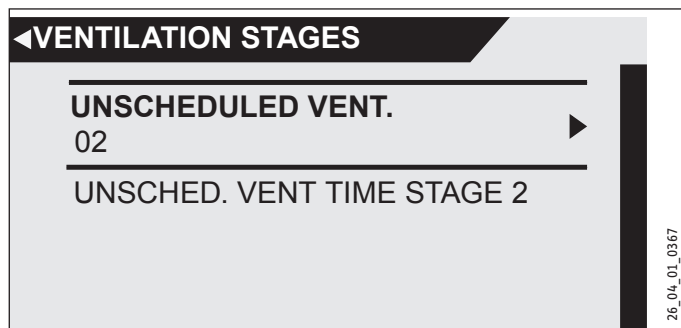 VENTILATION STAGES
UNSCHEDULED VENT.
02
UNSCHED. VENT TIME STAGE 2
26_04_01_0367